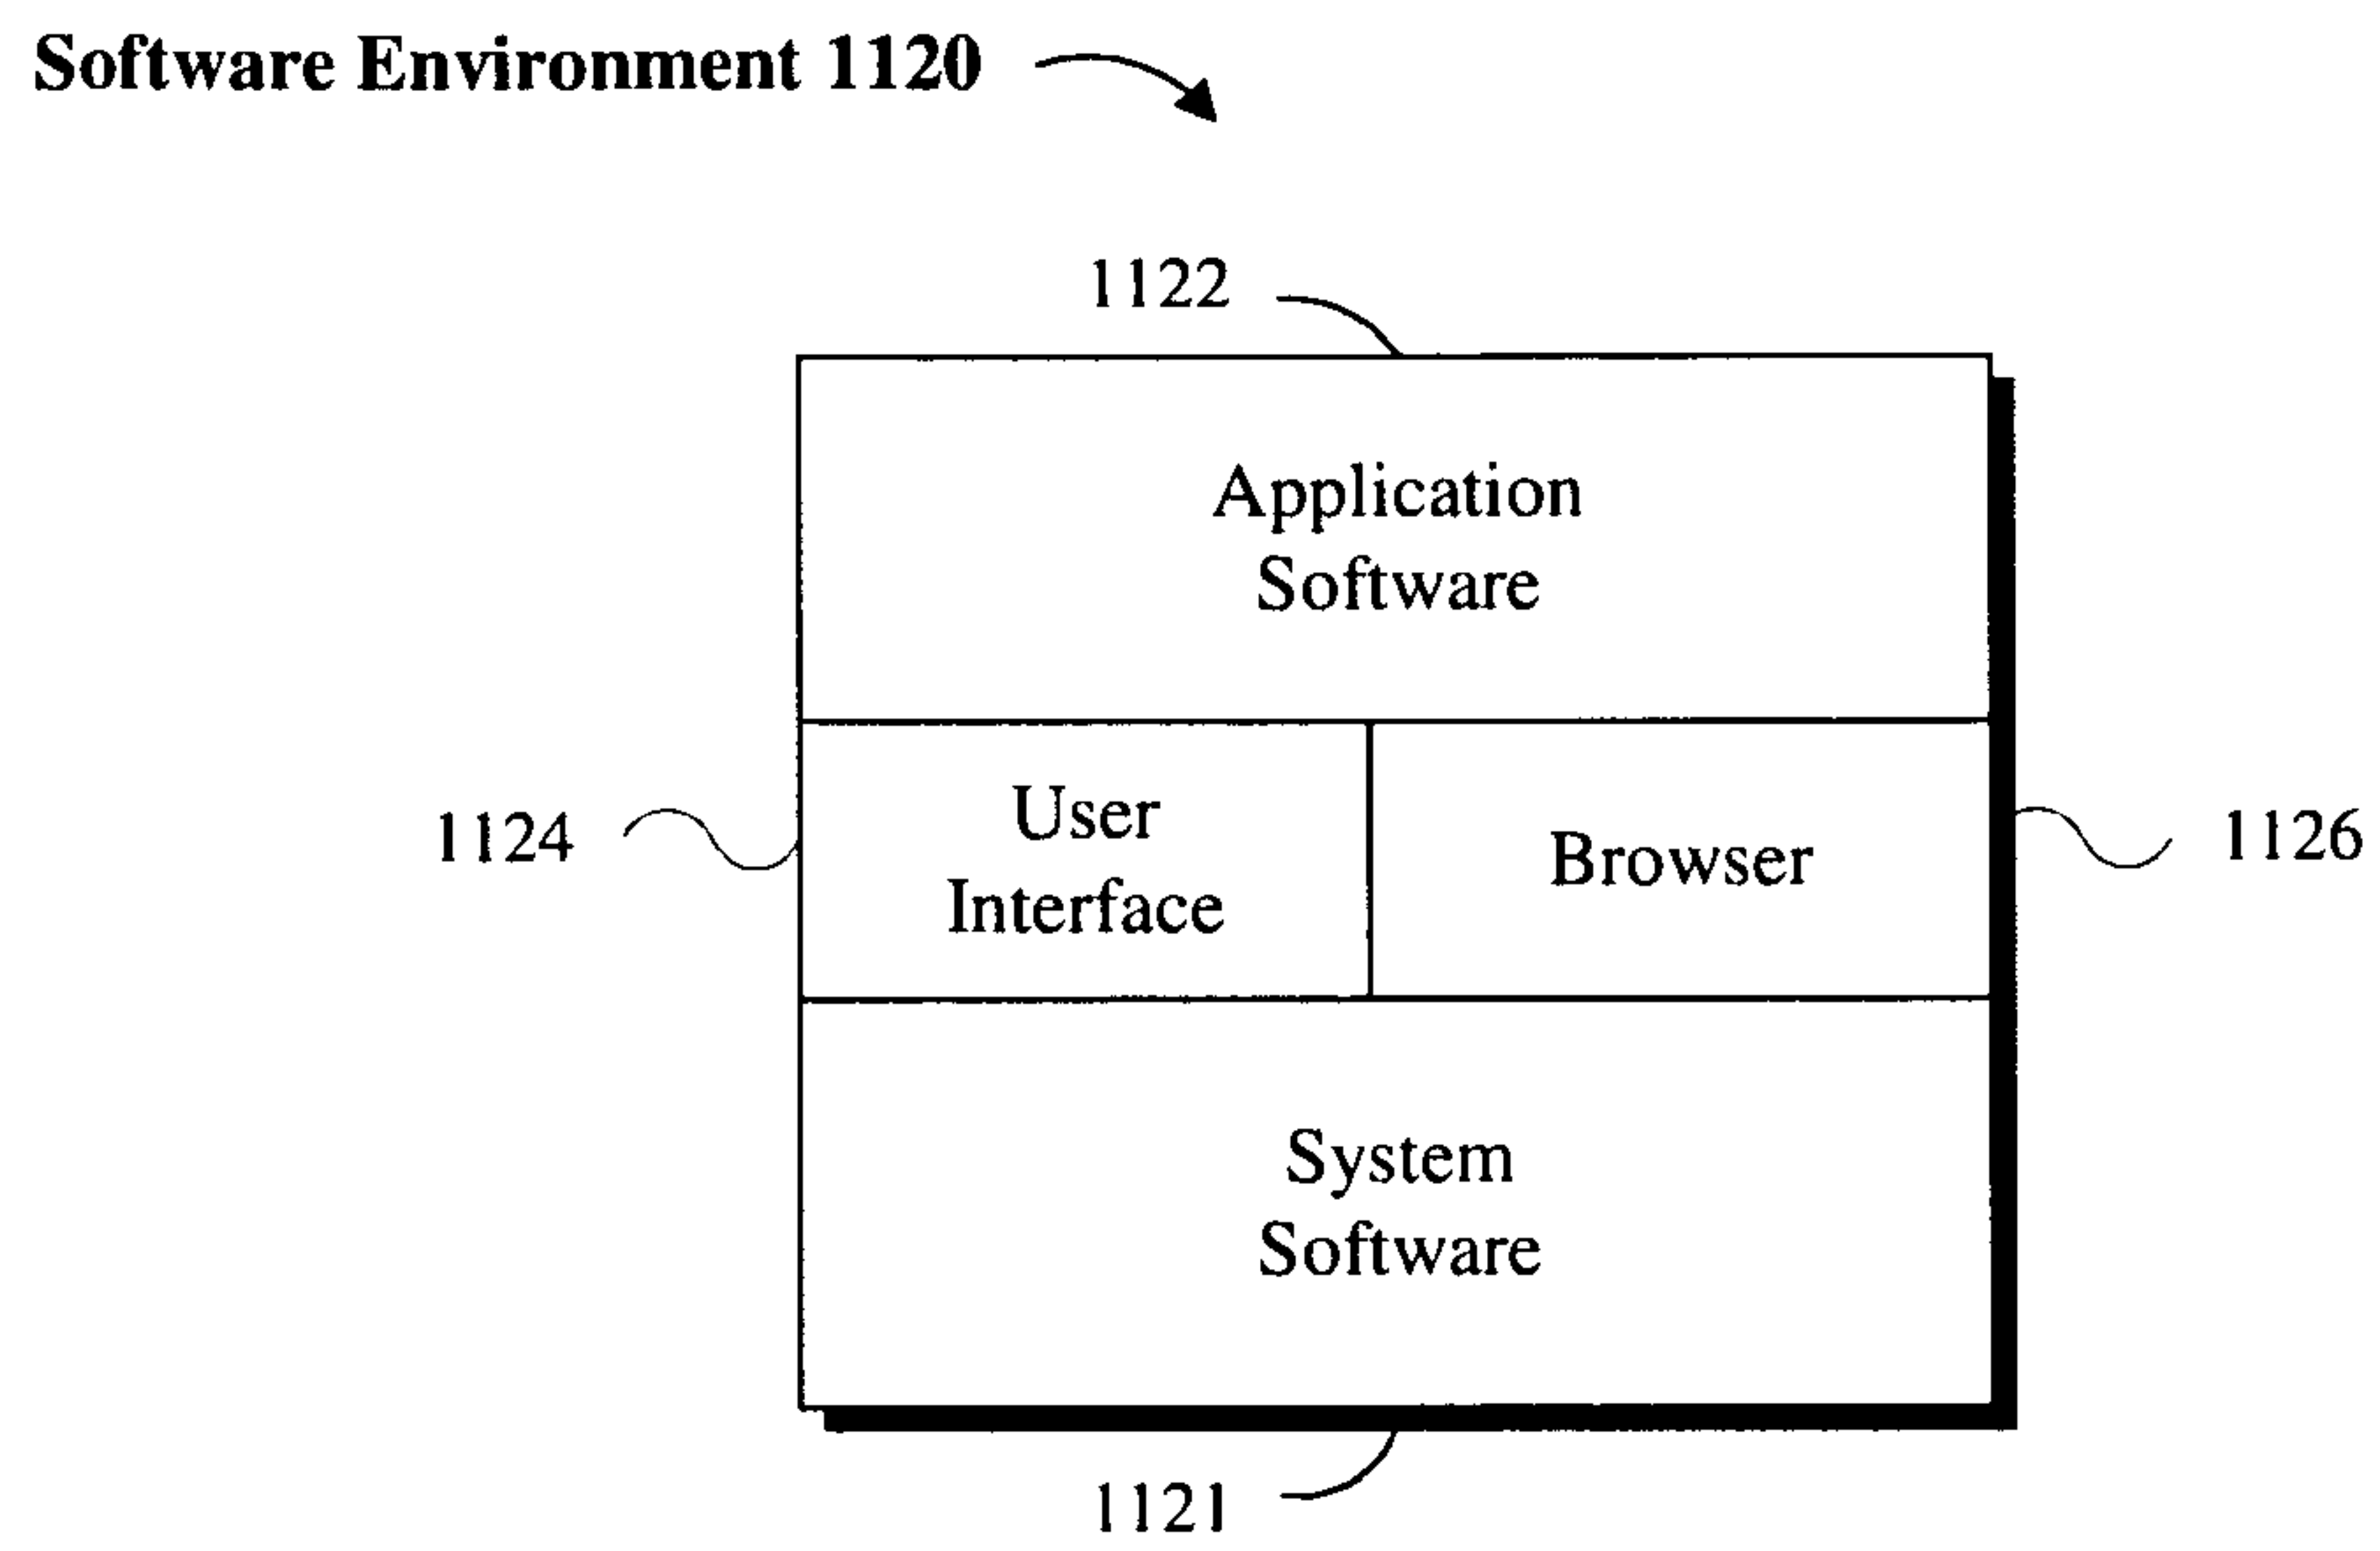 Software Environment 1120
1122
Application
Software
1124
User
Interface
Browser
1126
System
Software
1121